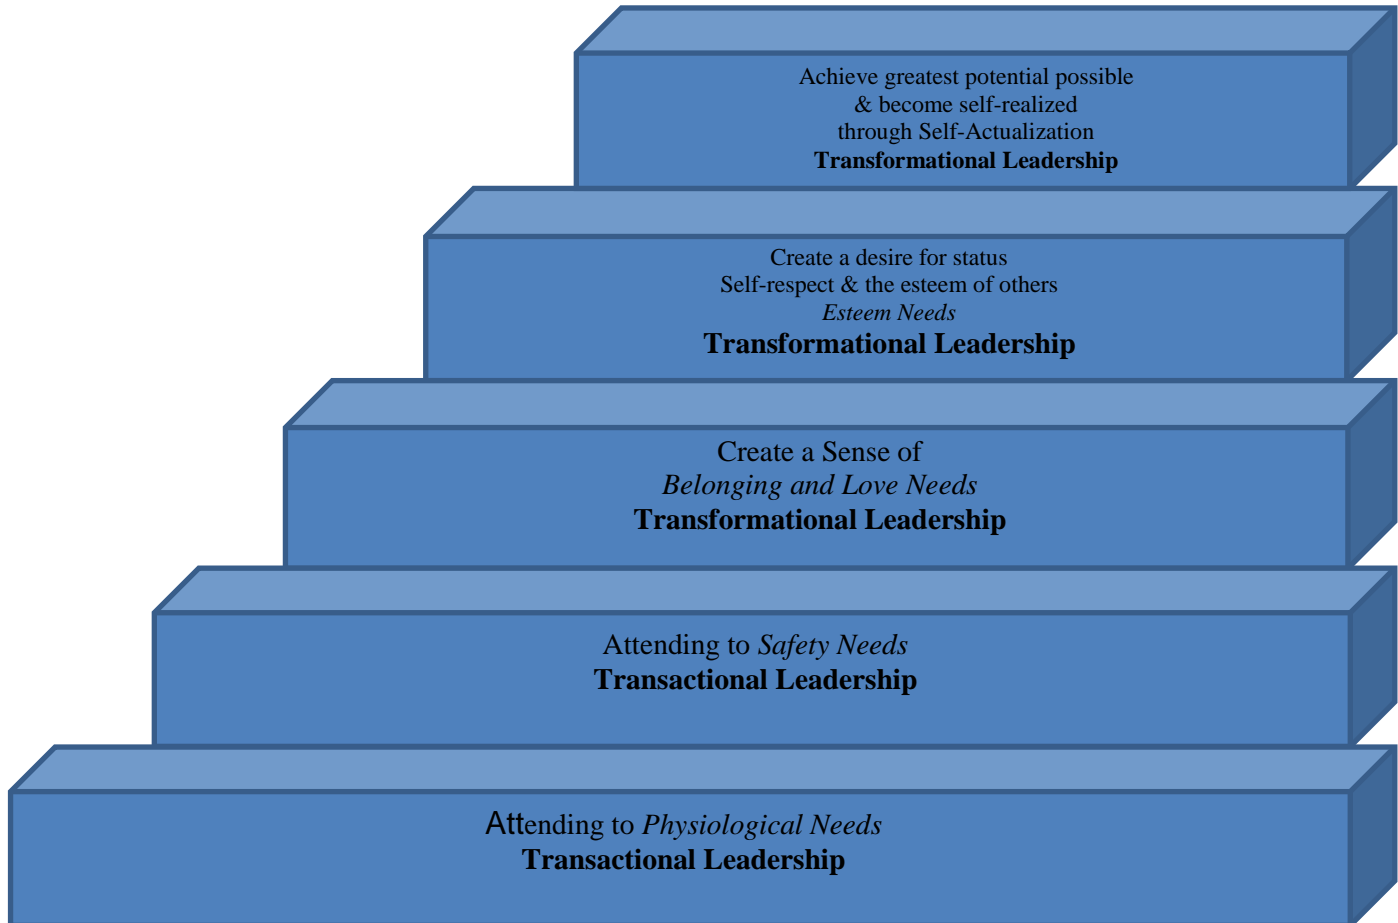 Achieve greatest potential possible
& become self-realized
through Self-Actualization
Transformational Leadership
Create a desire for status
Self-respect & the esteem of others
Esteem Needs
Transformational Leadership
Create a Sense of
Belonging and Love Needs
Transformational Leadership
Attending to Safety Needs
Transactional Leadership
Attending to Physiological Needs
Transactional Leadership